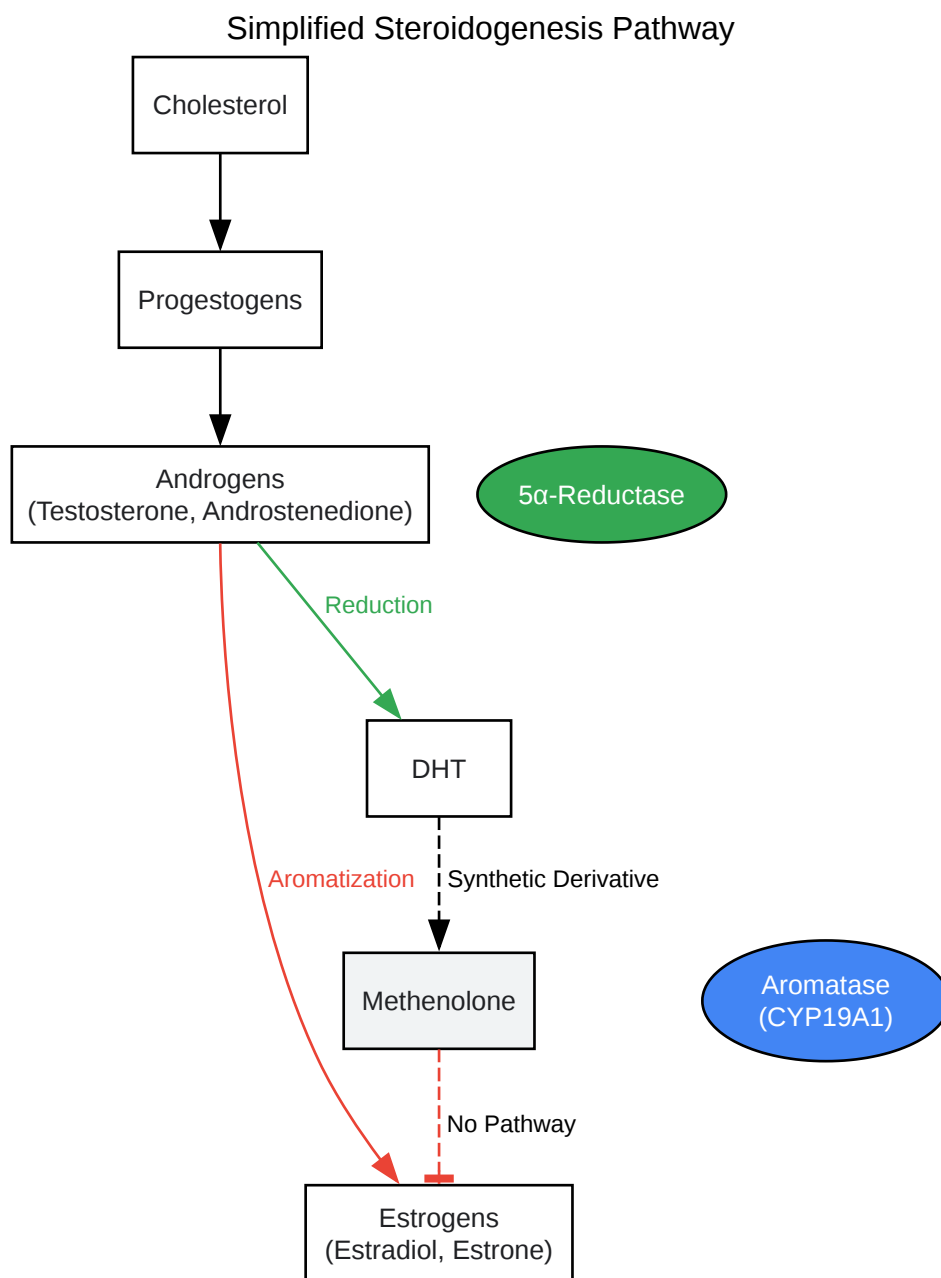 Simplified Steroidogenesis Pathway
Cholesterol
Progestogens
Androgens
(Testosterone, Androstenedione)
5α-Reductase
Reduction
DHT
Aromatization
Synthetic Derivative
Methenolone
Aromatase
(CYP19A1)
No Pathway
Estrogens
(Estradiol, Estrone)